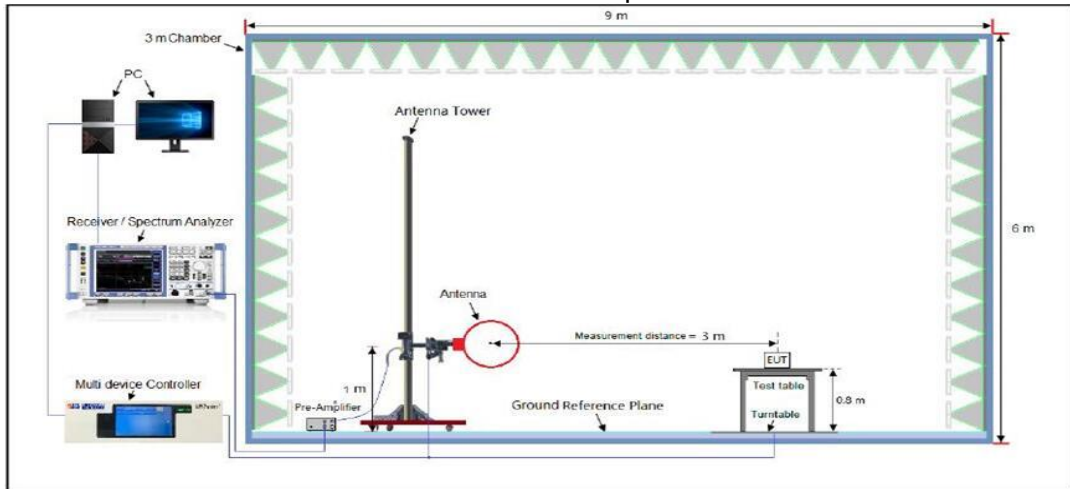 9 m
3 m Chamber
PC
Antenna Tower
Receiver / Spectrum Analyzer
6 m
Antenna
Measurement distance = 3 m
EUT
Multi device Controller
1 m
Test table
0.8 m
Pre-Amplifier
Ground Reference Plane
Turntable